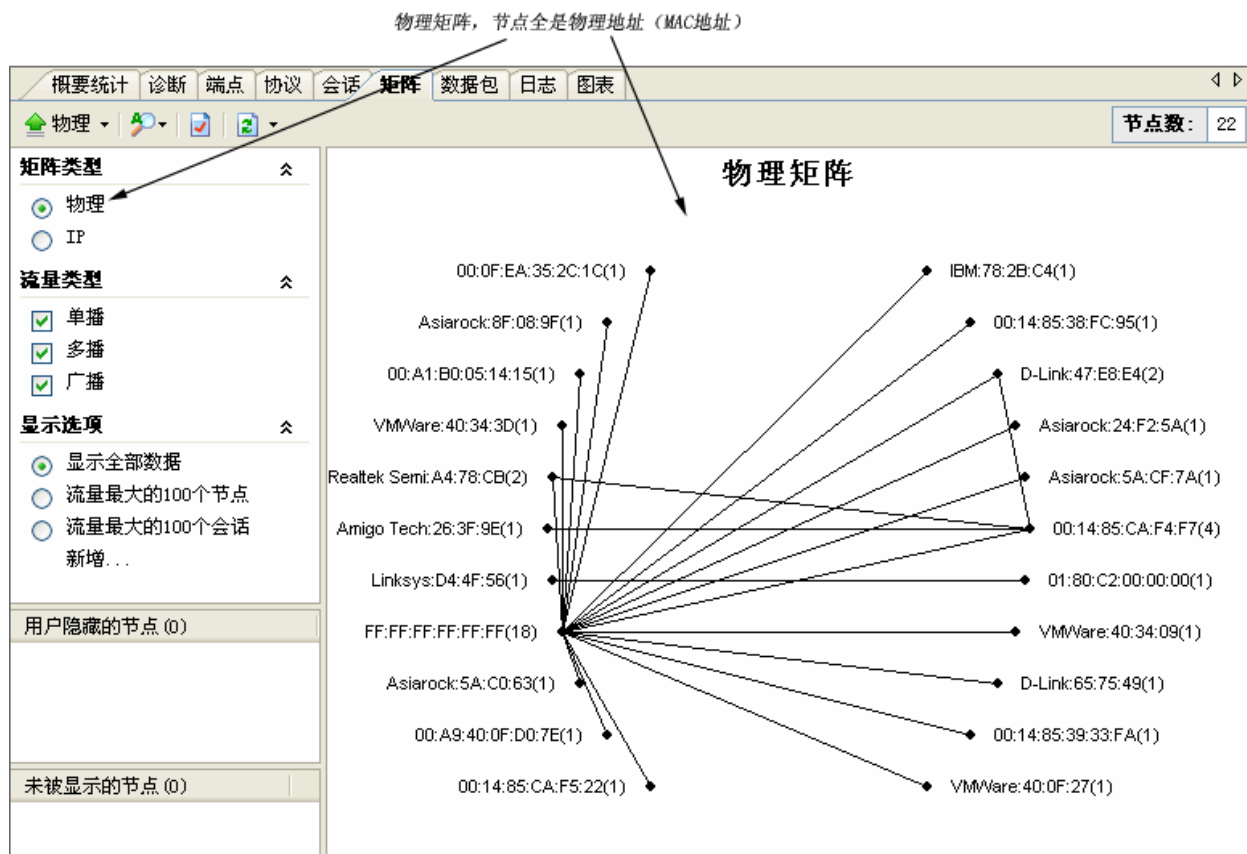 物理矩阵，节点全是物理地址（MAC地址）
概要统计 诊断 端点 协议 会话 矩阵 数据包 日志 图表
物理 节点数: 22
矩阵类型
物理
IP
流量类型
单播
多播
广播
显示选项
显示全部数据
流量最大的100个节点
流量最大的100个会话
新增...
用户隐藏的节点(0)
未被显示的节点(0)
物理矩阵
00:0F:EA:35:2C:1C(1)
IBM:78:2B:C4(1)
Asiarock:8F:08:9F(1)
00:14:85:38:FC:95(1)
00:A1:B0:05:14:15(1)
D-Link:47:E8:E4(2)
VMWare:40:34:3D(1)
Asiarock:24:F2:5A(1)
Realtek Semi:A4:78:CB(2)
Asiarock:5A:CF:7A(1)
Amigo Tech:26:3F:9E(1)
00:14:85:CA:F4:F7(4)
Linksys:D4:4F:56(1)
01:80:C2:00:00:00(1)
FF:FF:FF:FF:FF:FF(18)
VMWare:40:34:09(1)
Asiarock:5A:C0:63(1)
D-Link:65:75:49(1)
00:A9:40:0F:D0:7E(1)
00:14:85:39:33:FA(1)
00:14:85:CA:F5:22(1)
VMWare:40:0F:27(1)